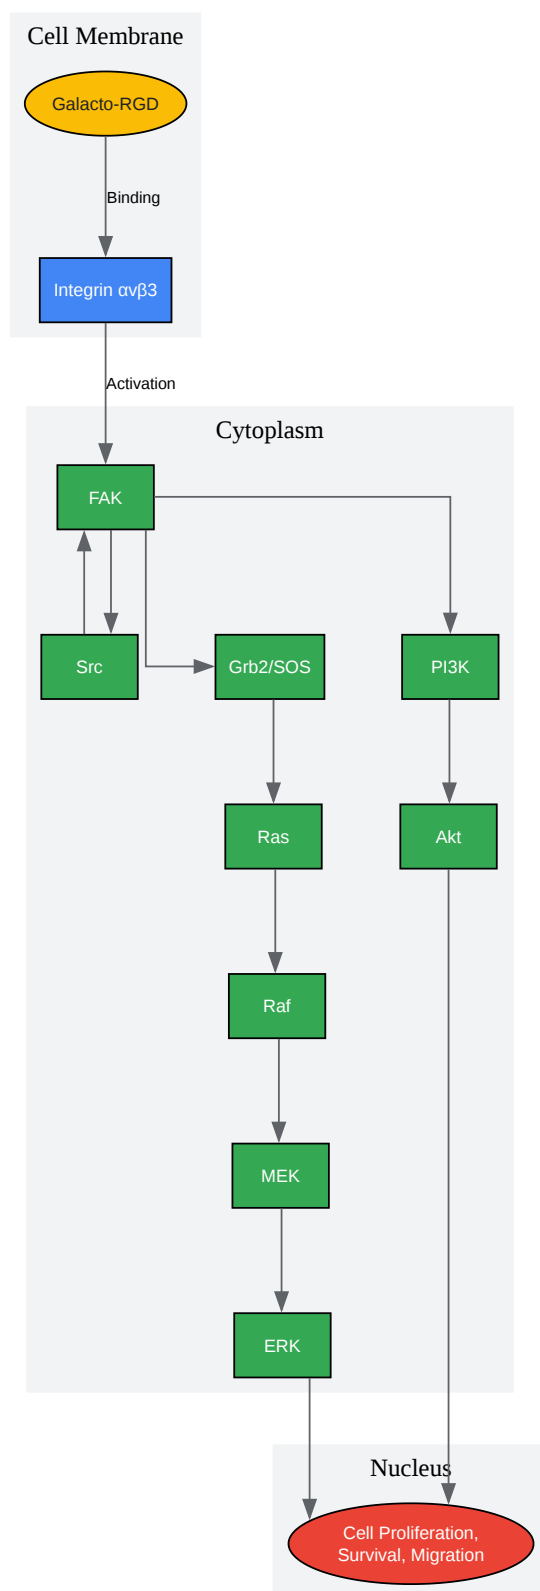 Cell Membrane
Galacto-RGD
Binding
Integrin αvβ3
Activation
Cytoplasm
FAK
Src
Grb2/SOS
PI3K
Ras
Akt
Raf
MEK
ERK
Nucleus
Cell Proliferation,
Survival, Migration